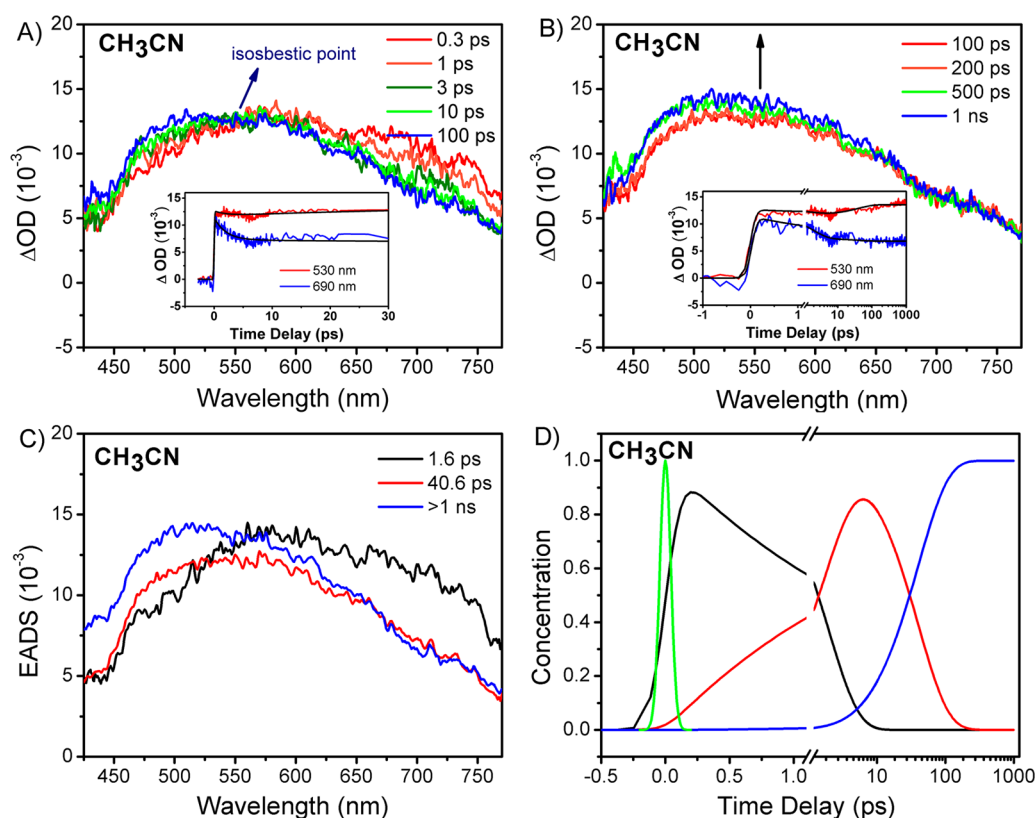 A)
CH3CN
isosbestic point
0.3 ps
1 ps
3 ps
10 ps
100 ps
ΔOD (10-3)
20
15
10
5
0
-5
Δ OD (10-3)
15
10
5
0
-5
530 nm
690 nm
0 10 20 30
Time Delay (ps)
450 500 550 600 650 700 750
Wavelength (nm)
B)
CH3CN
100 ps
200 ps
500 ps
1 ns
ΔOD (10-3)
20
15
10
5
0
-5
Δ OD (10-3)
15
10
5
0
-5
530 nm
690 nm
-1 0 1 10 100 1000
Time Delay (ps)
450 500 550 600 650 700 750
Wavelength (nm)
C)
CH3CN
1.6 ps
40.6 ps
>1 ns
EADS (10-3)
20
15
10
5
0
450 500 550 600 650 700 750
Wavelength (nm)
D)
CH3CN
Concentration
1.0
0.8
0.6
0.4
0.2
0.0
-0.5 0.0 0.5 1.0 10 100 1000
Time Delay (ps)